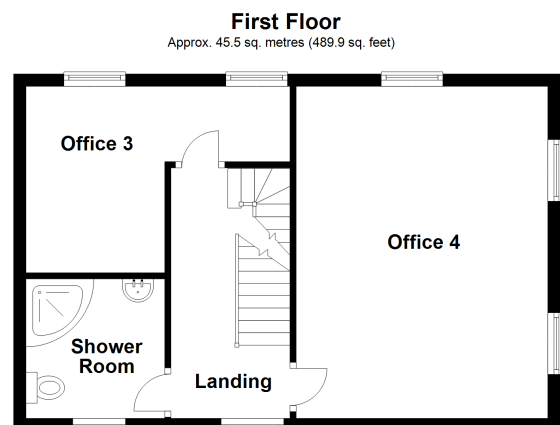 First Floor
Approx. 45.5 sq. metres (489.9 sq. feet)
Office 3
Office 4
Shower
Room
Landing